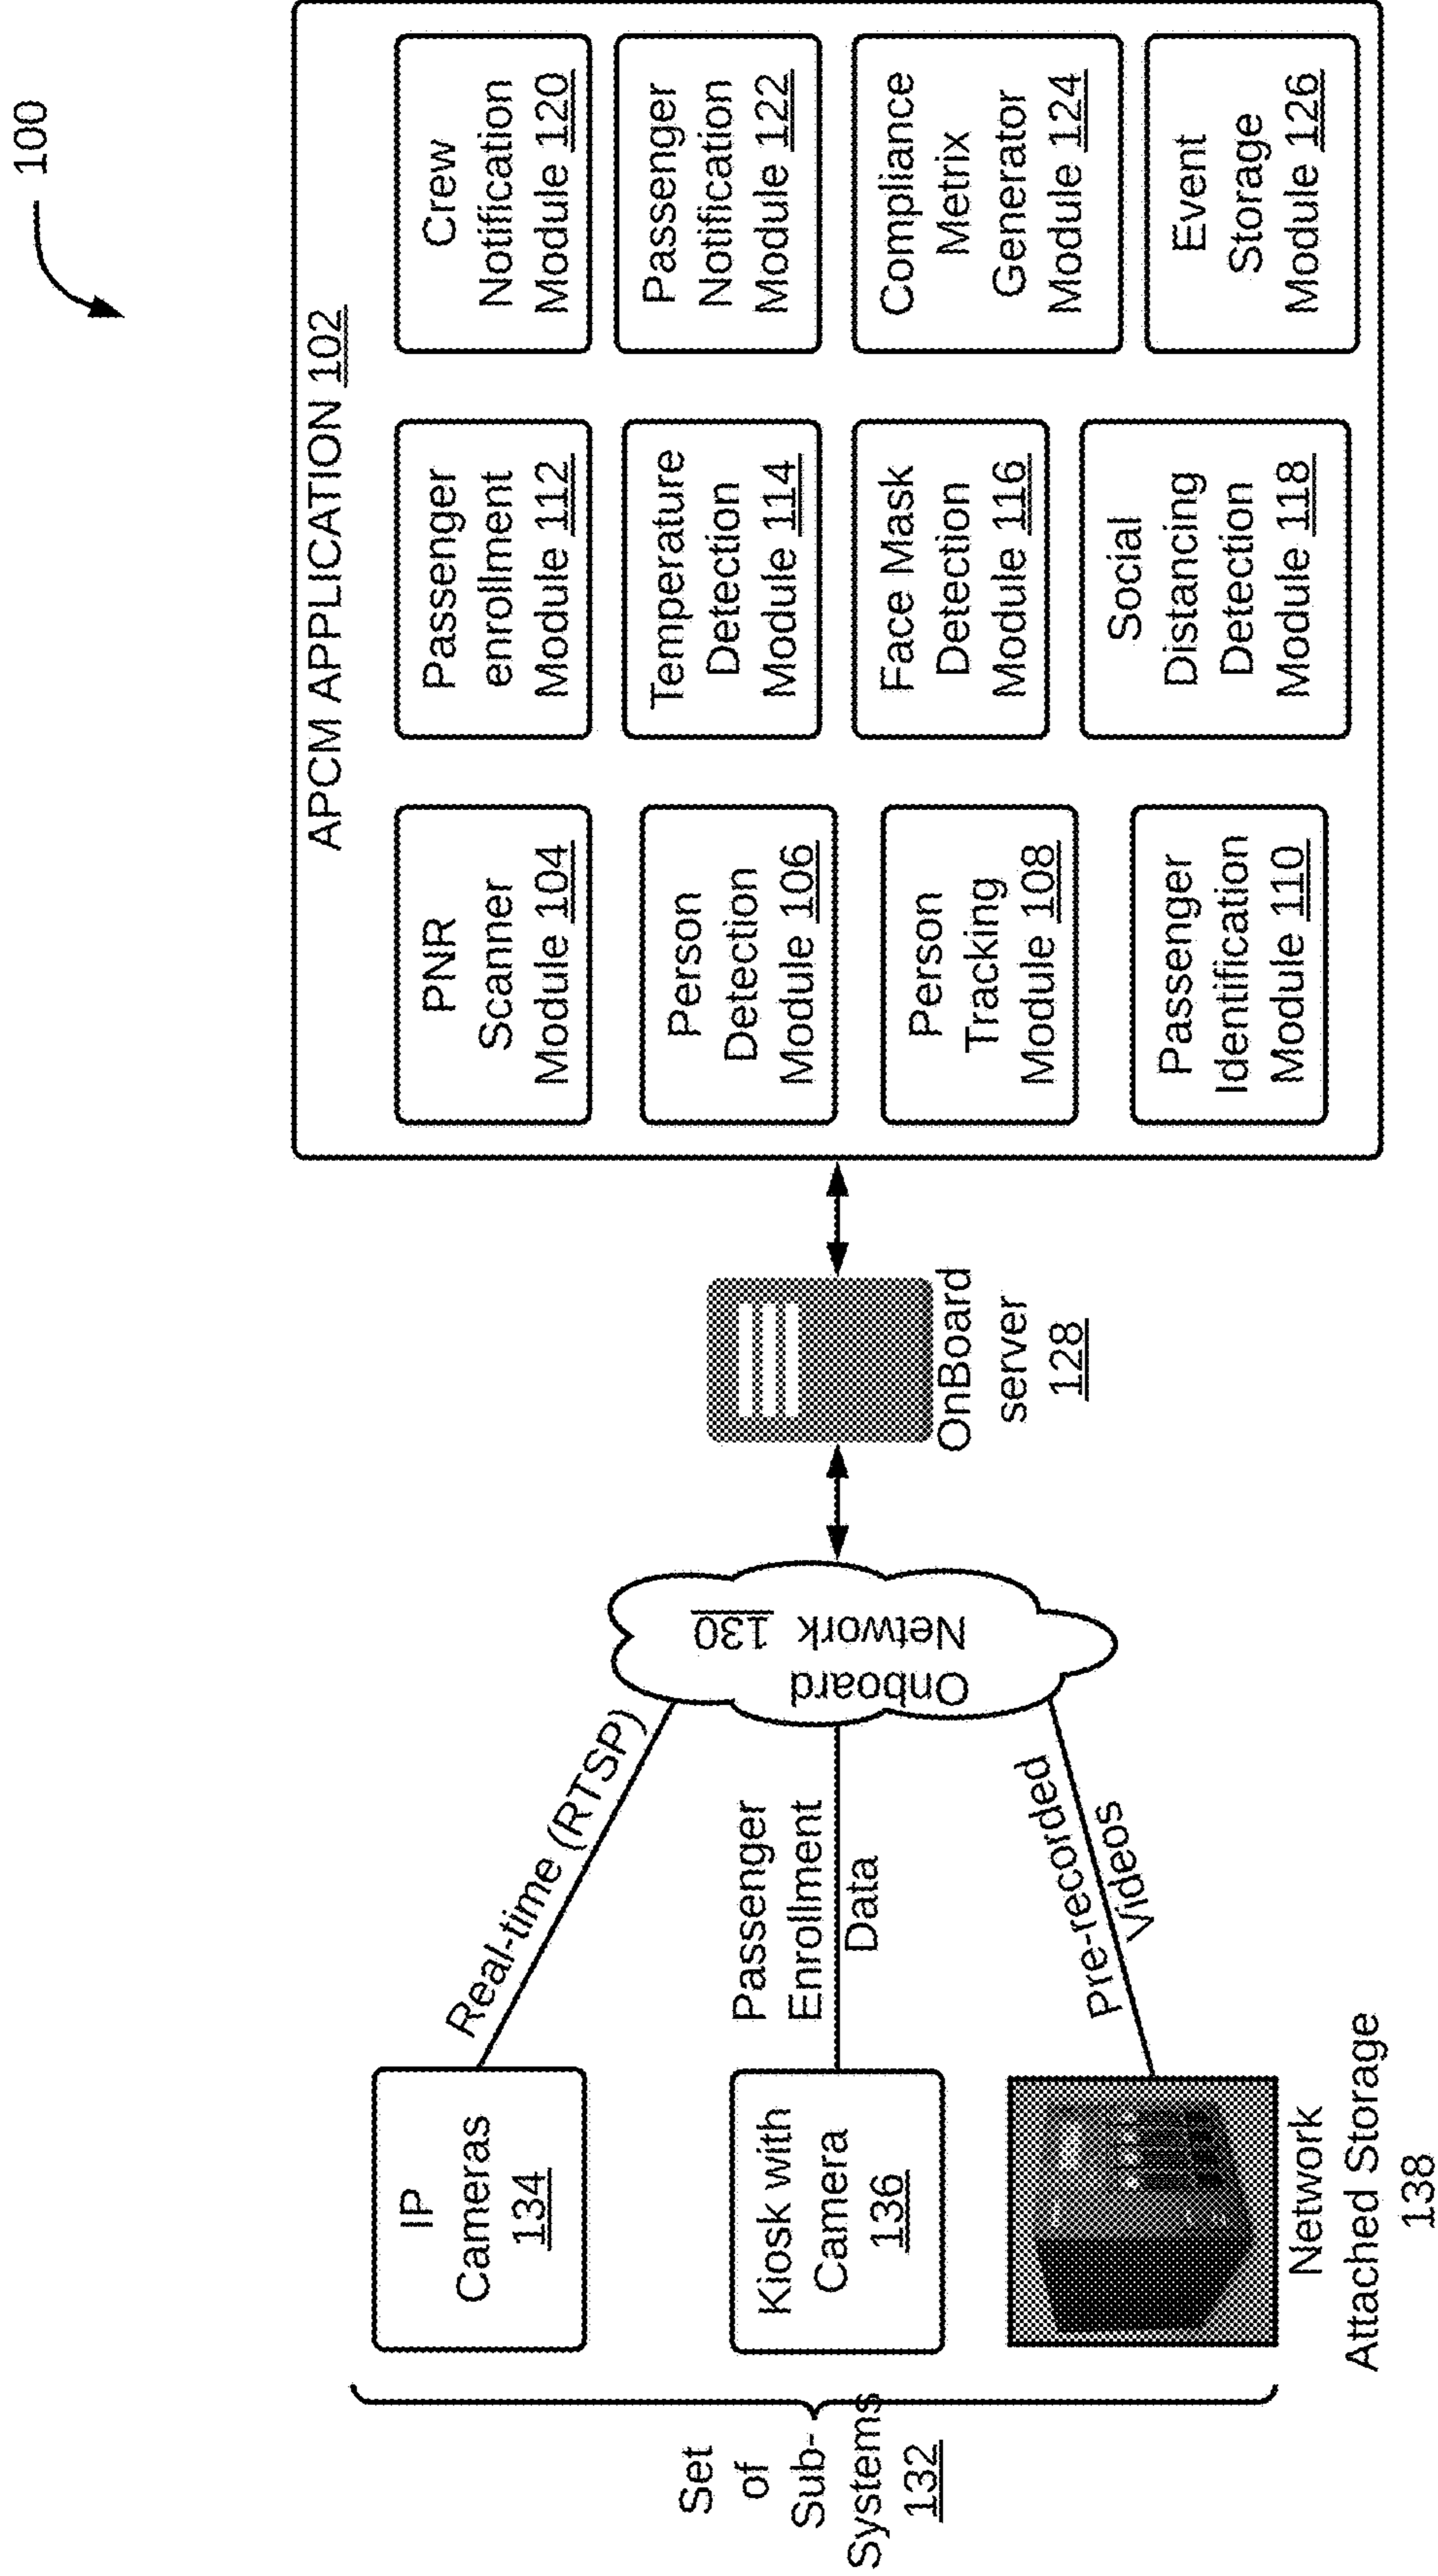 100
Set
of
Sub-
Systems
132
IP
Cameras
134
Kiosk with
Camera
136
Network
Attached Storage
138
Real-time (RTSP)
Passenger
Enrollment
Data
Pre-recorded
Videos
Onboard
Network 130
OnBoard
server
128
APCM APPLICATION 102
PNR
Scanner
Module 104
Person
Detection
Module 106
Person
Tracking
Module 108
Passenger
Identification
Module 110
Passenger
enrollment
Module 112
Temperature
Detection
Module 114
Face Mask
Detection
Module 116
Social
Distancing
Detection
Module 118
Crew
Notification
Module 120
Passenger
Notification
Module 122
Compliance
Metrix
Generator
Module 124
Event
Storage
Module 126